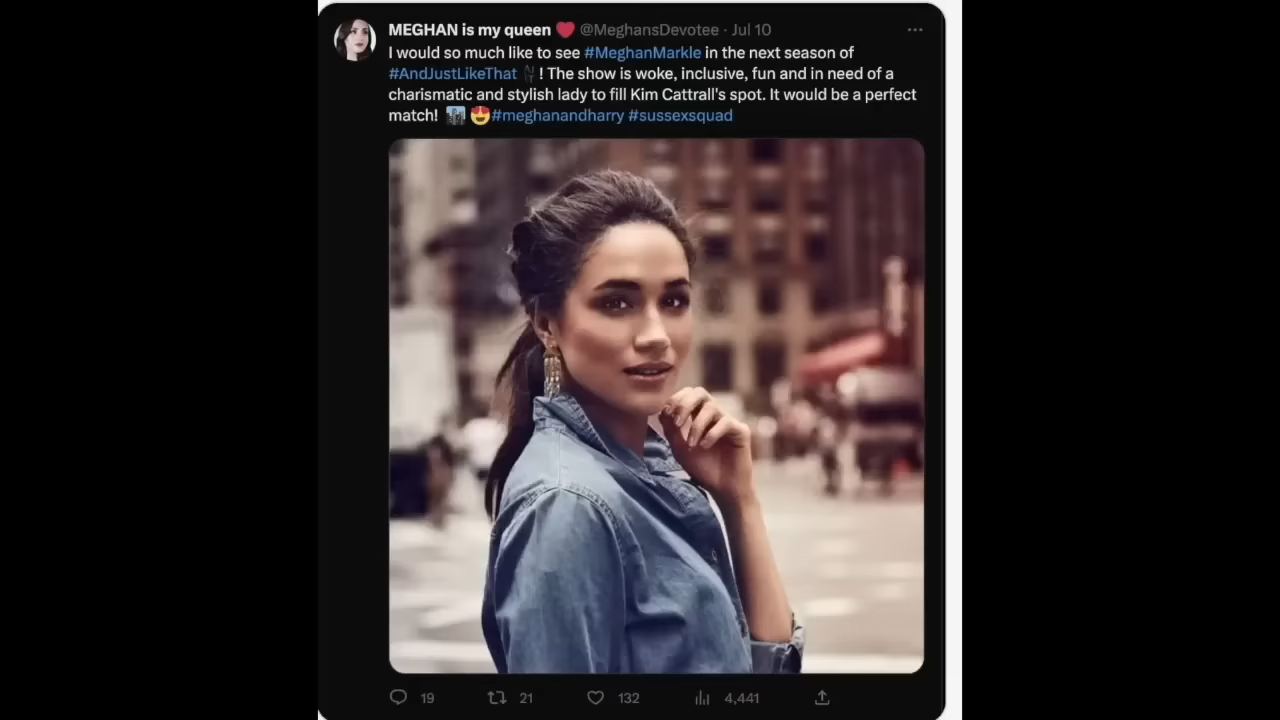 MEGHAN is my queen ❤️ @MeghansDevotee · Jul 10
I would so much like to see #MeghanMarkle in the next season of
#AndJustLikeThat ! The show is woke, inclusive, fun and in need of a
charismatic and stylish lady to fill Kim Cattrall's spot. It would be a perfect
match! 🏙️ 😍#meghanandharry #sussexsquad
19 21 132 4,441